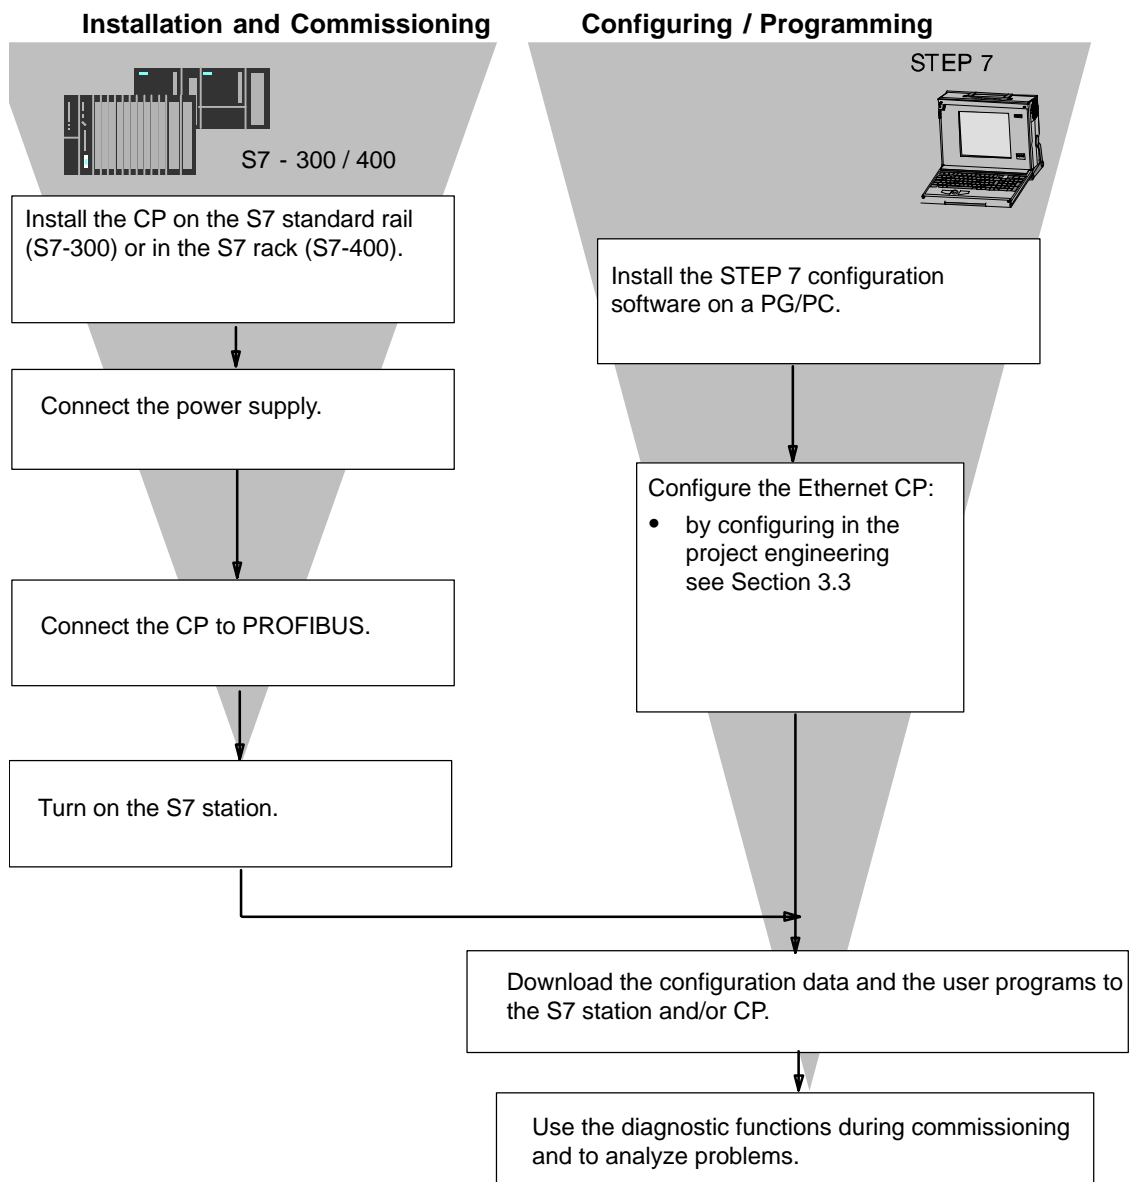 Installation and Commissioning
Configuring / Programming
STEP 7
S7 - 300 / 400
Install the CP on the S7 standard rail
(S7-300) or in the S7 rack (S7-400).
Install the STEP 7 configuration
software on a PG/PC.
Connect the power supply.
Configure the Ethernet CP:
• by configuring in the
project engineering
see Section 3.3
Connect the CP to PROFIBUS.
Turn on the S7 station.
Download the configuration data and the user programs to
the S7 station and/or CP.
Use the diagnostic functions during commissioning
and to analyze problems.